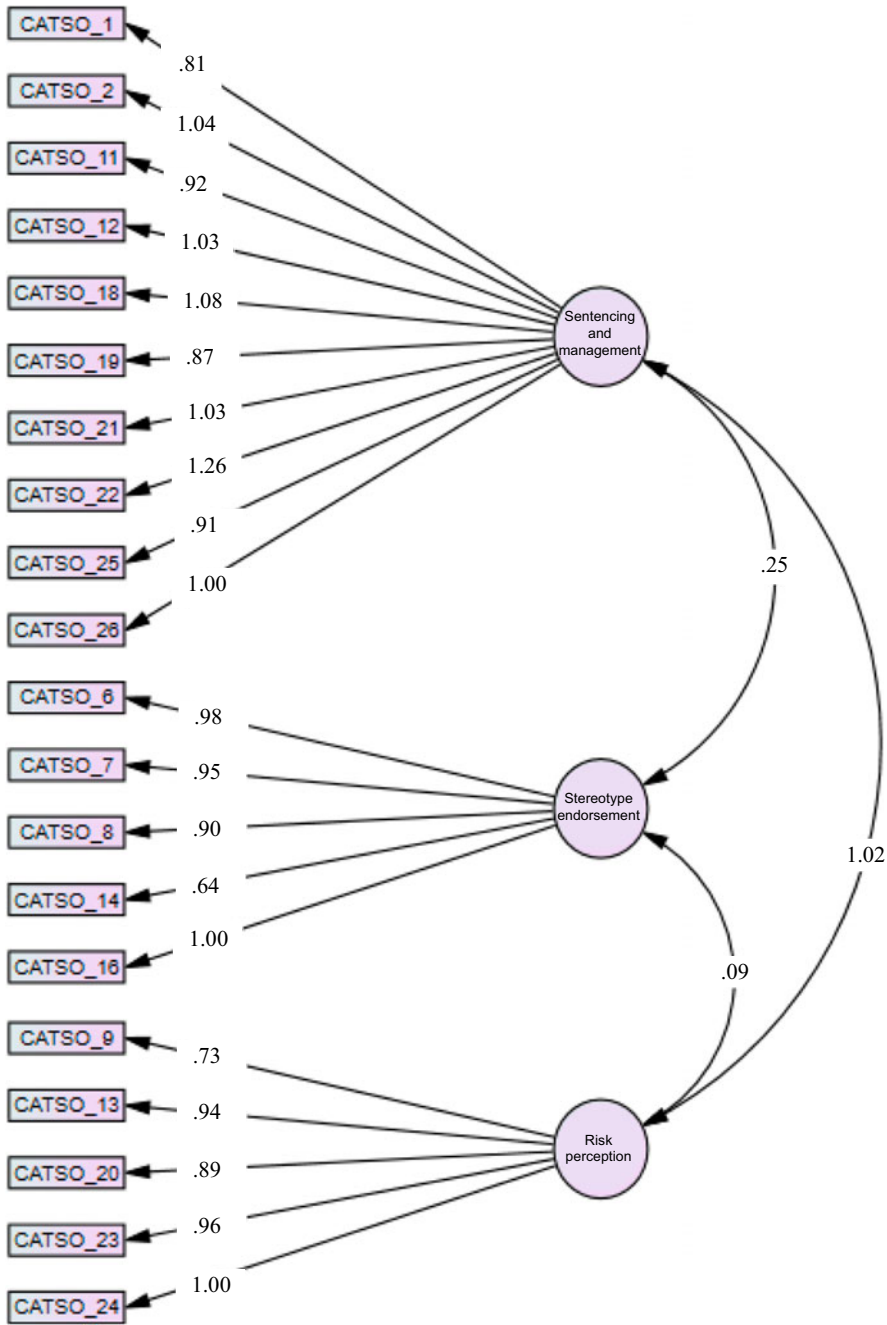 CATSO_1
.81
CATSO_2
1.04
CATSO_11
.92
CATSO_12
1.03
CATSO_18
1.08
CATSO_19
.87
CATSO_21
1.03
CATSO_22
1.26
CATSO_25
.91
CATSO_26
1.00
Sentencing
and
management
.25
CATSO_6
.98
CATSO_7
.95
CATSO_8
.90
CATSO_14
.64
CATSO_16
1.00
Stereotype
endorsement
1.02
.09
CATSO_9
.73
CATSO_13
.94
CATSO_20
.89
CATSO_23
.96
CATSO_24
1.00
Risk
perception